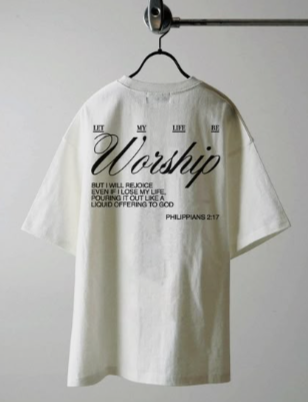 LET MY LIFE BE
Worship
BUT I WILL REJOICE
EVEN IF I LOSE MY LIFE,
POURING IT OUT LIKE A
LIQUID OFFERING TO GOD
PHILIPPIANS 2:17